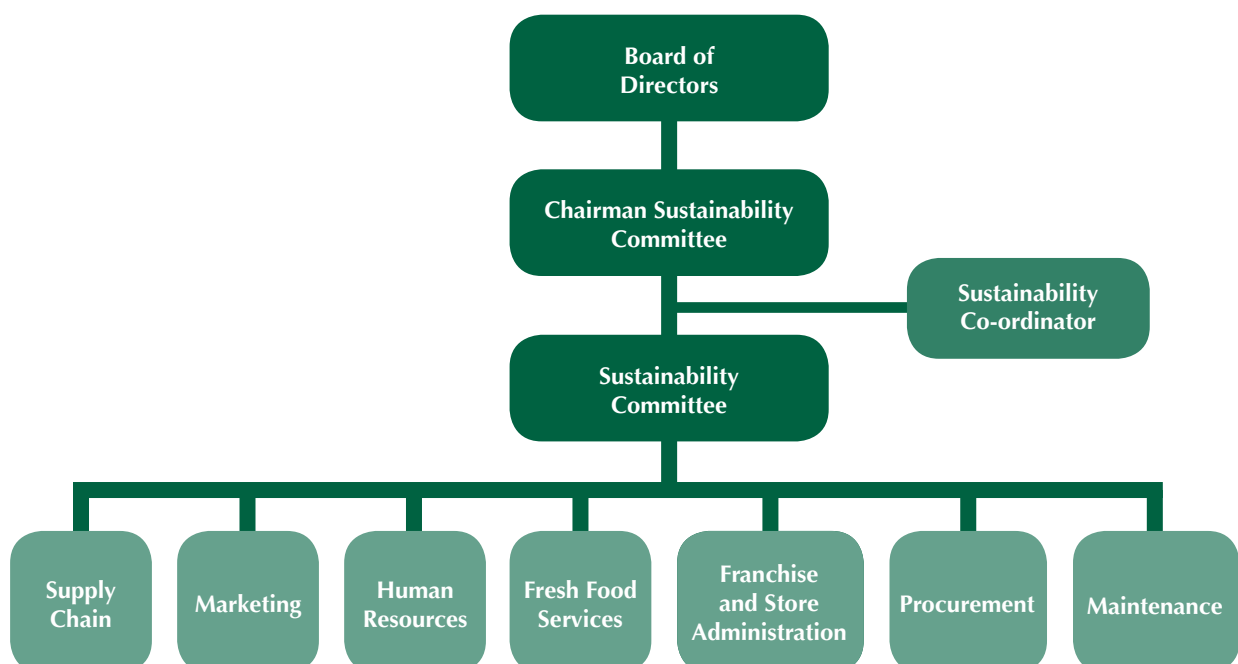 Board of
Directors
Chairman Sustainability
Committee
Sustainability
Co-ordinator
Sustainability
Committee
Supply
Chain
Marketing
Human
Resources
Fresh Food
Services
Franchise
and Store
Administration
Procurement
Maintenance